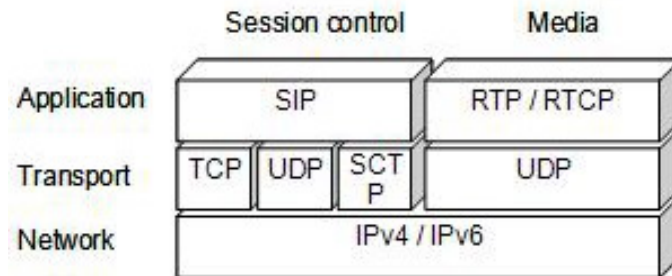 Session control Media
Application SIP RTP / RTCP
Transport TCP UDP SCT UDP
P
Network IPv4 / IPv6